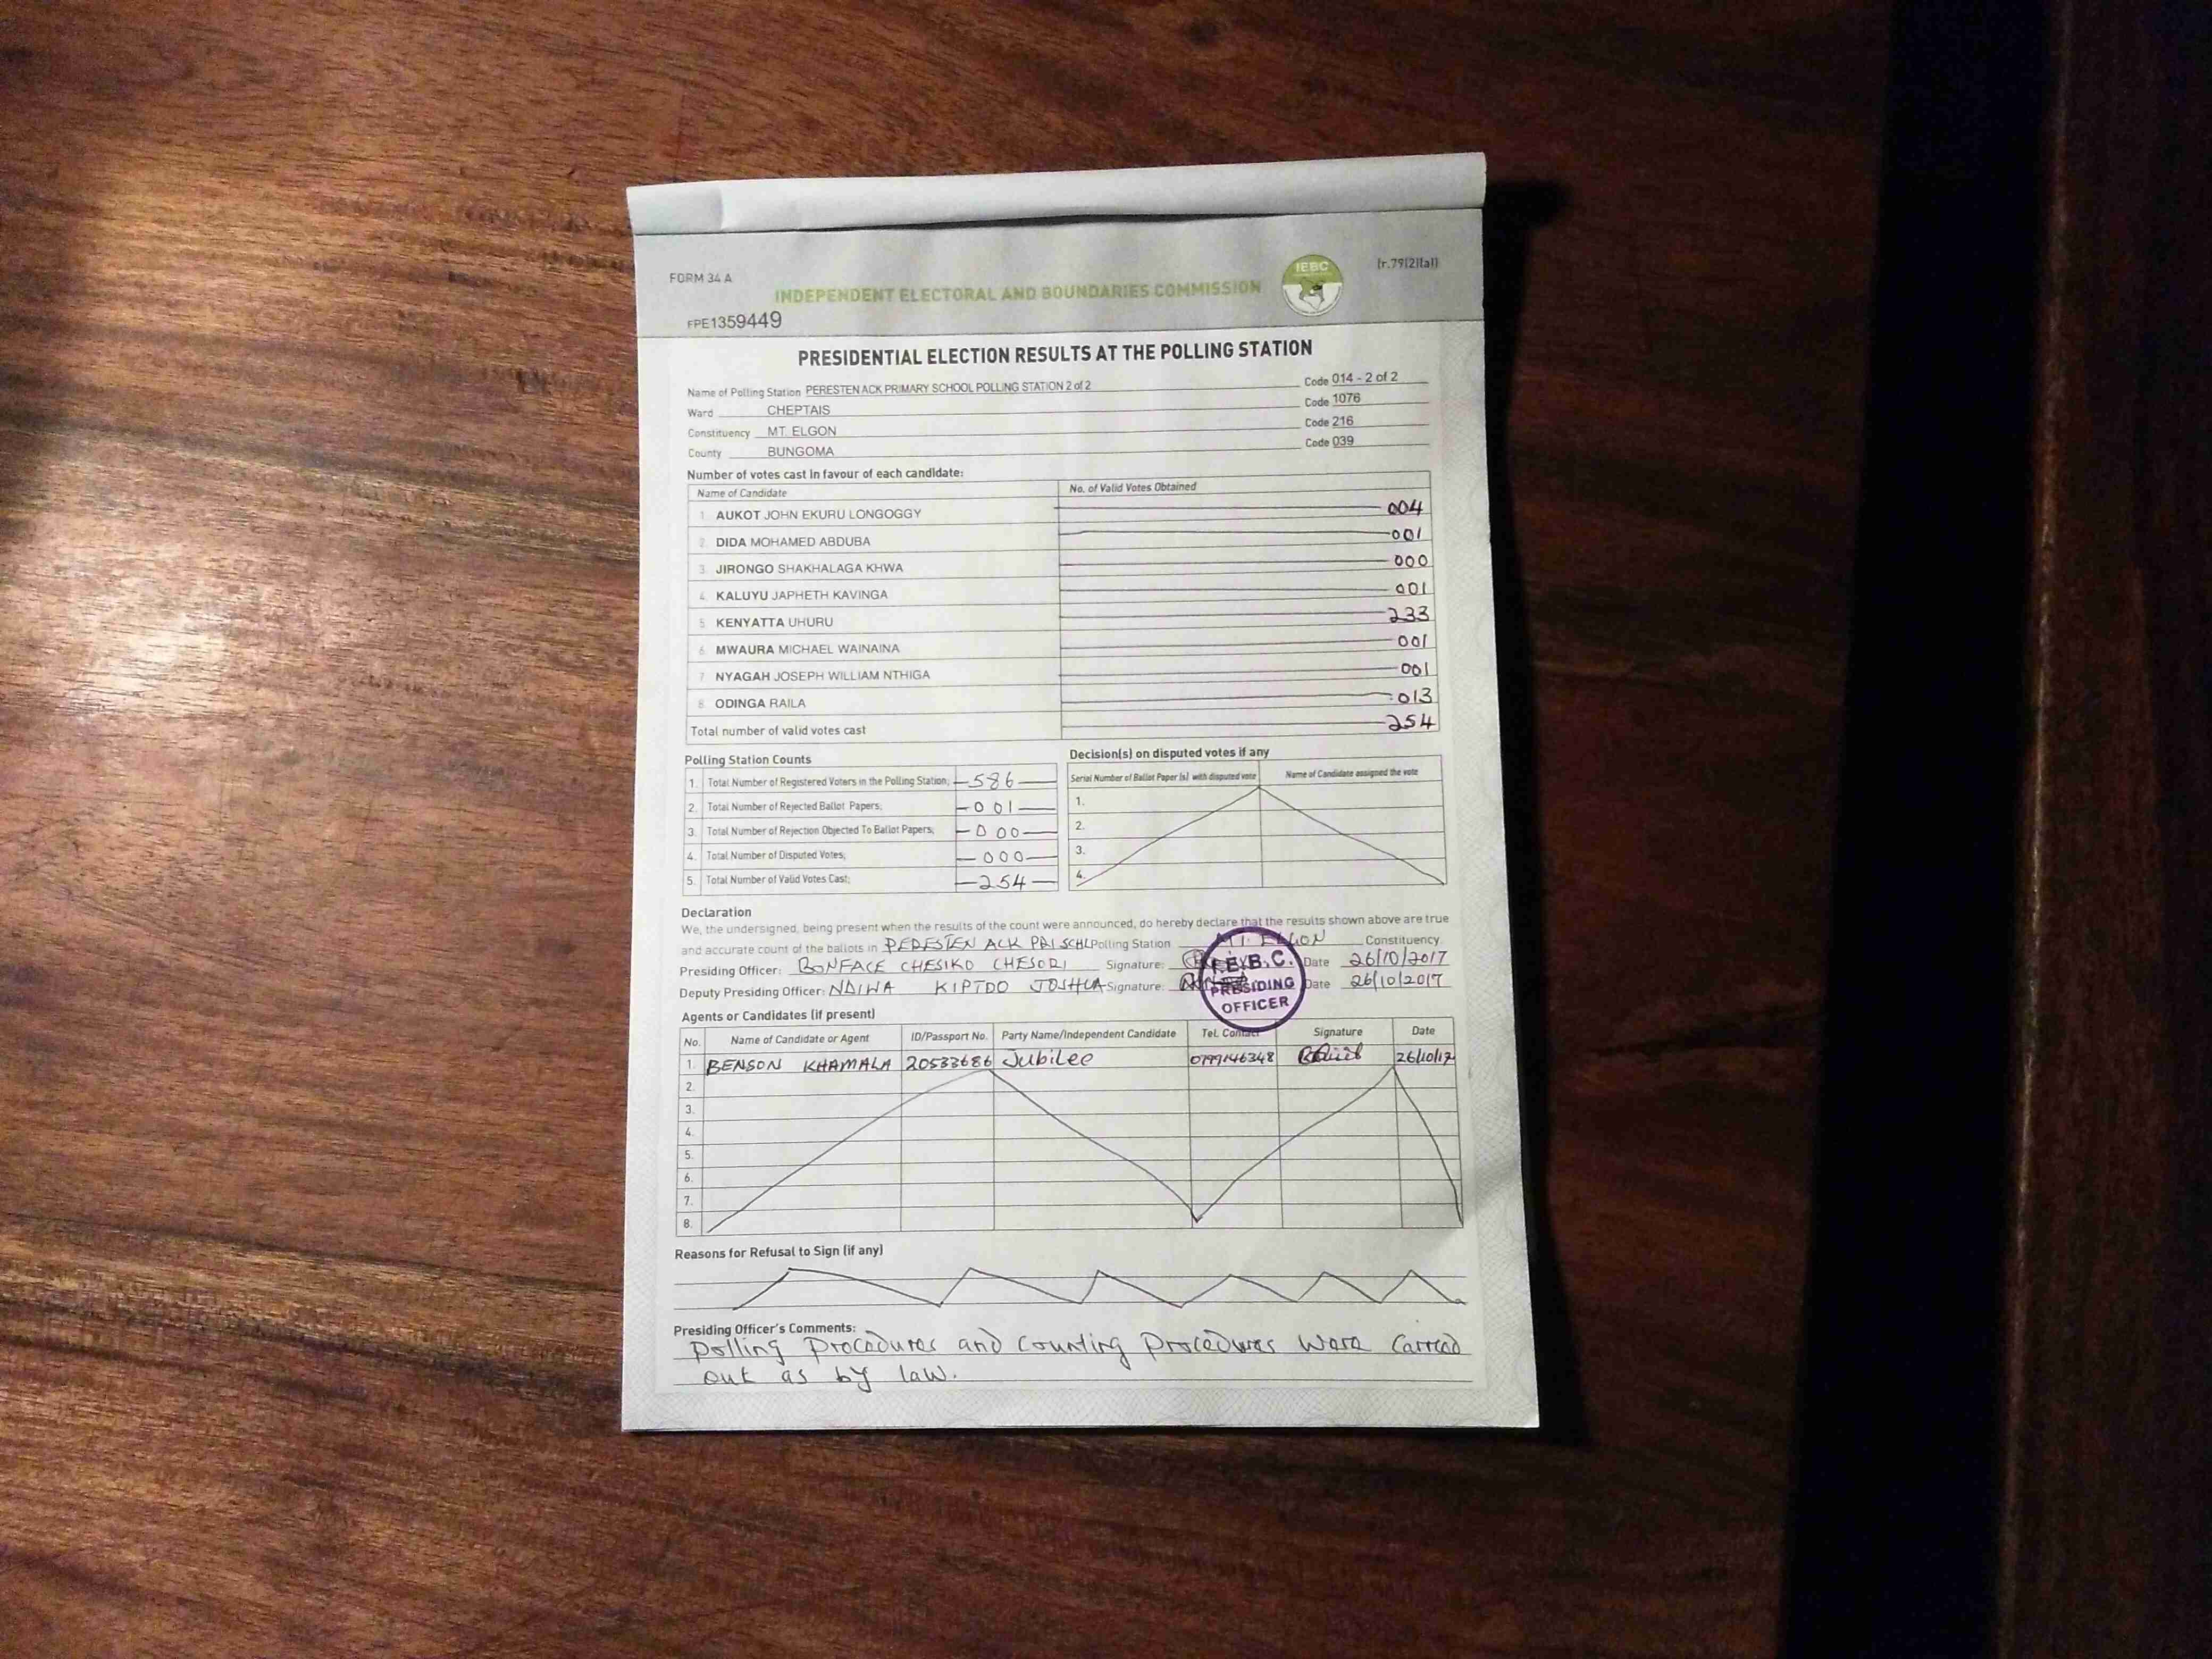 FORM 34 A
INDEPENDENT ELECTORAL AND BOUNDARIES COMMISSION
IEBC
(r.79(2)(a))
FPE1359449
PRESIDENTIAL ELECTION RESULTS AT THE POLLING STATION
Name of Polling Station PERESTEN ACK PRIMARY SCHOOL POLLING STATION 2 of 2 Code 014 - 2 of 2
Ward CHEPTAIS Code 1076
Constituency MT. ELGON Code 216
County BUNGOMA Code 039
Number of votes cast in favour of each candidate:
Name of Candidate No. of Valid Votes Obtained
1. AUKOT JOHN EKURU LONGOGGY 004
2. DIDA MOHAMED ABDUBA 001
3. JIRONGO SHAKHALAGA KHWA 000
4. KALUYU JAPHETH KAVINGA 001
5. KENYATTA UHURU 233
6. MWAURA MICHAEL WAINAINA 001
7. NYAGAH JOSEPH WILLIAM NTHIGA 001
8. ODINGA RAILA 013
Total number of valid votes cast 254
Polling Station Counts
1. Total Number of Registered Voters in the Polling Station; 586
2. Total Number of Rejected Ballot Papers; 001
3. Total Number of Rejection Objected To Ballot Papers; 000
4. Total Number of Disputed Votes; 000
5. Total Number of Valid Votes Cast; 254
Decision(s) on disputed votes if any
Serial Number of Ballot Paper (s) with disputed vote Name of Candidate assigned the vote
1.
2.
3.
4.
Declaration
We, the undersigned, being present when the results of the count were announced, do hereby declare that the results shown above are true
and accurate count of the ballots in PERESTEN ACK PRI SCHL Polling Station MT. ELGON Constituency
Presiding Officer: BONFACE CHESIKO CHESORI Signature: Date 26/10/2017
Deputy Presiding Officer: NDIWA KIPTOO JOSHUA Signature: Date 26/10/2017
I.E.B.C.
PRESIDING
OFFICER
Agents or Candidates (if present)
No. Name of Candidate or Agent ID/Passport No. Party Name/Independent Candidate Tel. Contact Signature Date
1. BENSON KHAMALA 20533686 Jubilee 0799146348 26/10/17
2.
3.
4.
5.
6.
7.
8.
Reasons for Refusal to Sign (if any)
Presiding Officer's Comments:
Polling Procedures and Counting Procedures were Carried
out as by law.